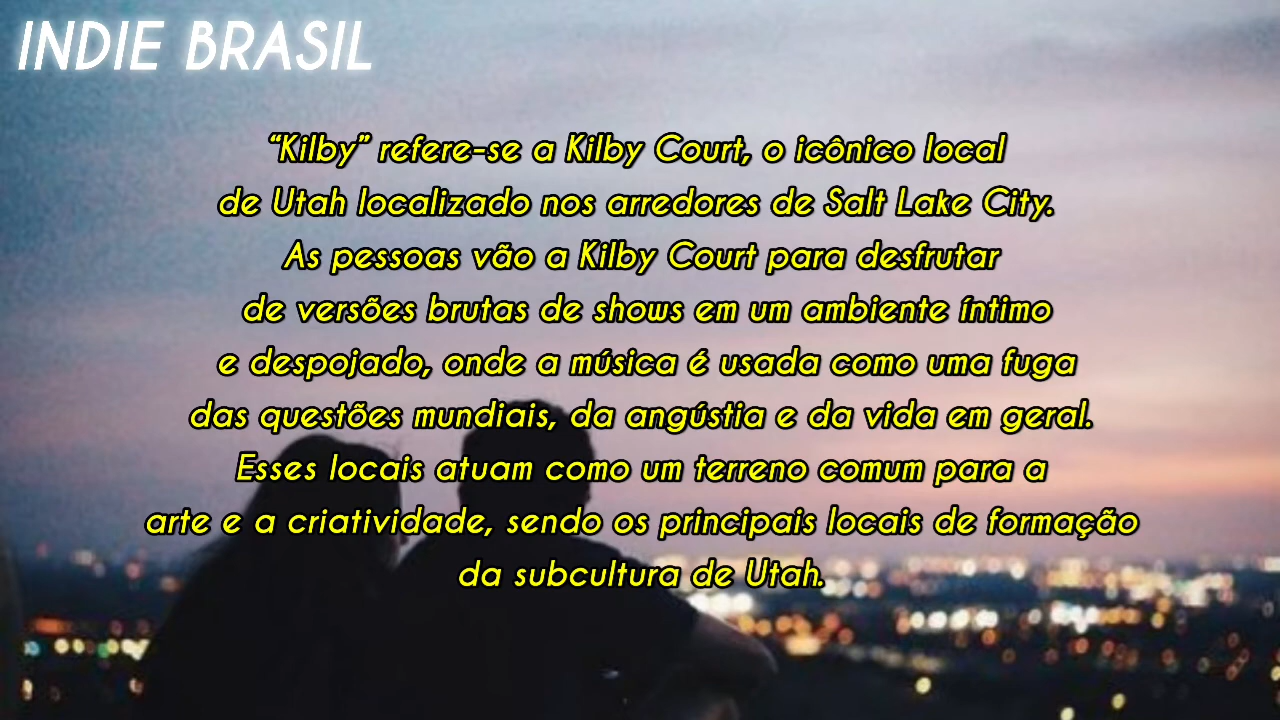 INDIE BRASIL
“Kilby” refere-se a Kilby Court, o icônico local
de Utah localizado nos arredores de Salt Lake City.
As pessoas vão a Kilby Court para desfrutar
de versões brutas de shows em um ambiente íntimo
e despojado, onde a música é usada como uma fuga
das questões mundiais, da angústia e da vida em geral.
Esses locais atuam como um terreno comum para a
arte e a criatividade, sendo os principais locais de formação
da subcultura de Utah.